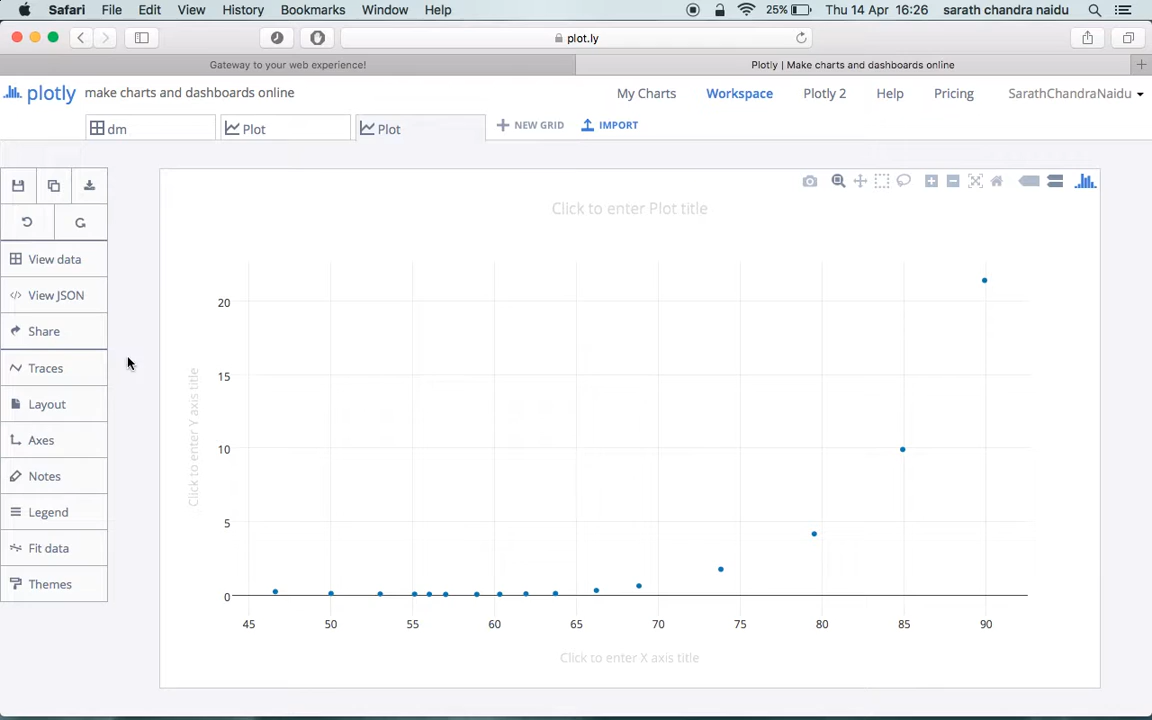 Safari File Edit View History Bookmarks Window Help 25% Thu 14 Apr 16:26 sarath chandra naidu
plot.ly
Gateway to your web experience! Plotly | Make charts and dashboards online
plotly make charts and dashboards online My Charts Workspace Plotly 2 Help Pricing SarathChandraNaidu
dm Plot Plot NEW GRID IMPORT
Click to enter Plot title
View data
View JSON
Share
Traces
Layout
Axes
Notes
Legend
Fit data
Themes
Click to enter Y axis title
20
15
10
5
0
45 50 55 60 65 70 75 80 85 90
Click to enter X axis title